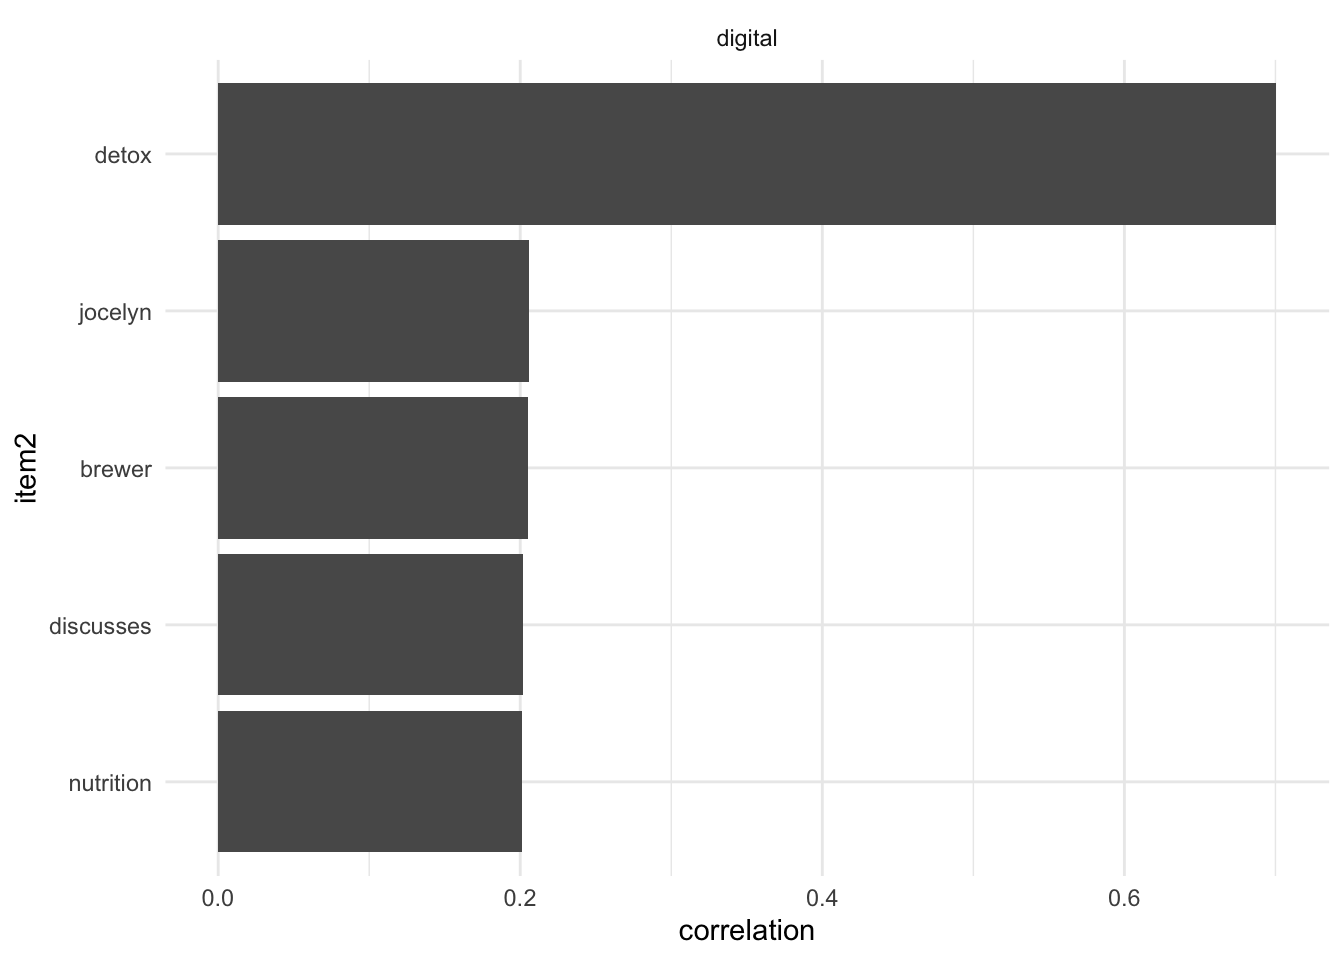 digital
detox
jocelyn
brewer
discusses
nutrition
item2
0.0 0.2 0.4 0.6
correlation